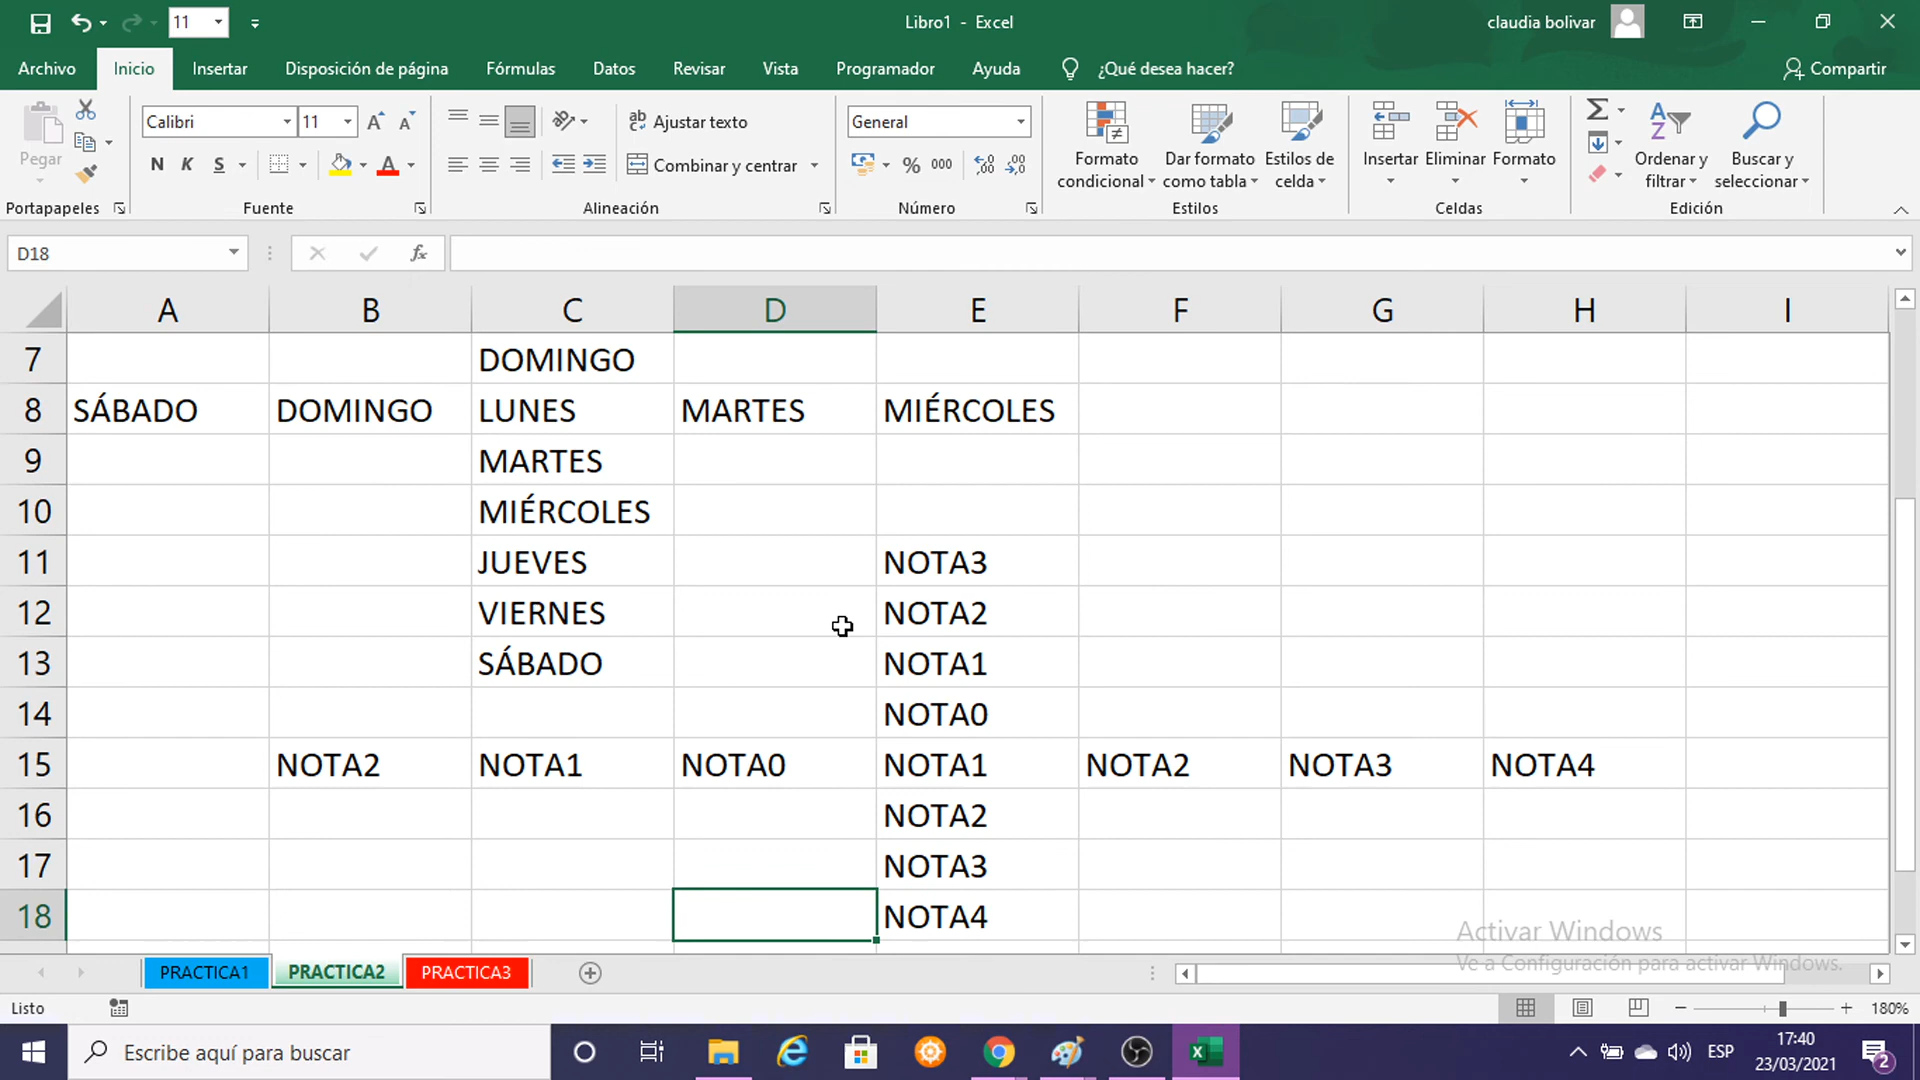 11
Libro1 - Excel
claudia bolivar
Archivo Inicio Insertar Disposición de página Fórmulas Datos Revisar Vista Programador Ayuda ¿Qué desea hacer? Compartir
Pegar
Calibri 11
N K S
Ajustar texto
Combinar y centrar
General
% 000
Formato condicional
Dar formato como tabla
Estilos de celda
Insertar Eliminar Formato
Ordenar y filtrar
Buscar y seleccionar
Portapapeles Fuente Alineación Número Estilos Celdas Edición
D18 fx
A B C D E F G H I
7 DOMINGO
8 SÁBADO DOMINGO LUNES MARTES MIÉRCOLES
9 MARTES
10 MIÉRCOLES
11 JUEVES NOTA3
12 VIERNES NOTA2
13 SÁBADO NOTA1
14 NOTA0
15 NOTA2 NOTA1 NOTA0 NOTA1 NOTA2 NOTA3 NOTA4
16 NOTA2
17 NOTA3
18 NOTA4
Activar Windows
Ve a Configuración para activar Windows.
PRACTICA1 PRACTICA2 PRACTICA3
Listo 180%
Escribe aquí para buscar
ESP
17:40
23/03/2021
2